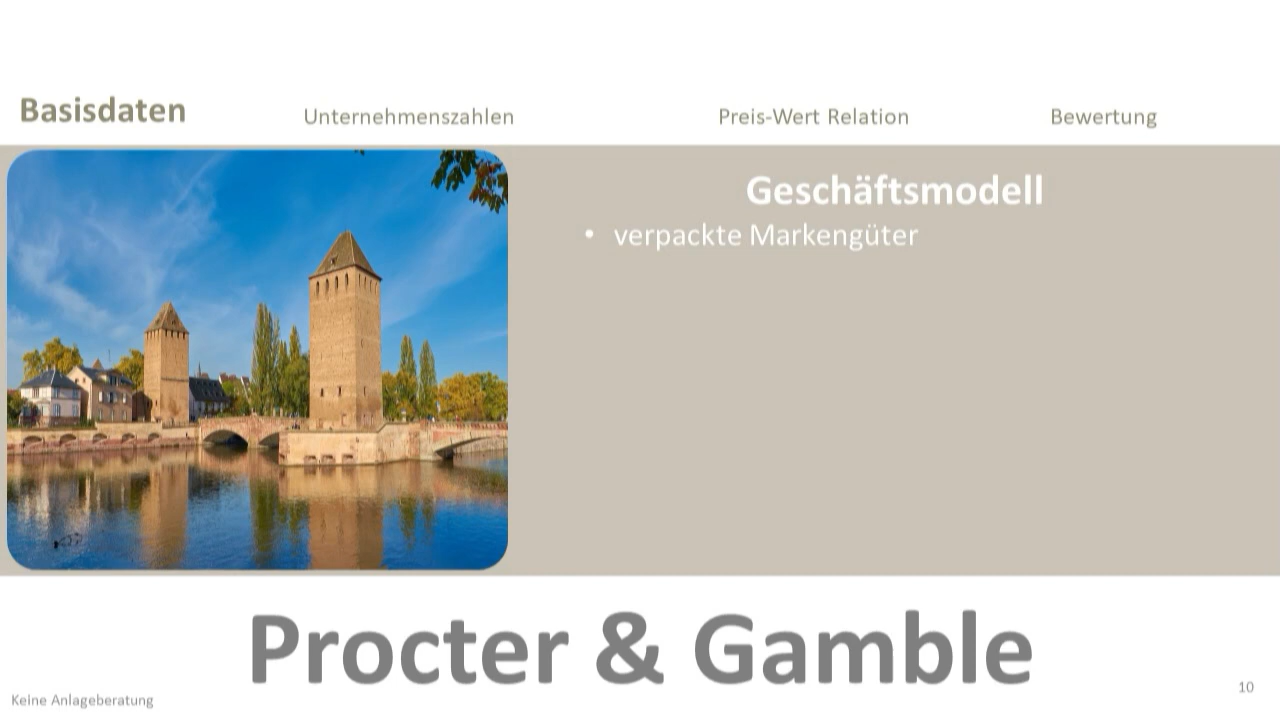 Basisdaten Unternehmenszahlen Preis-Wert Relation Bewertung
Geschäftsmodell
• verpackte Markengüter
Procter & Gamble
Keine Anlageberatung
10